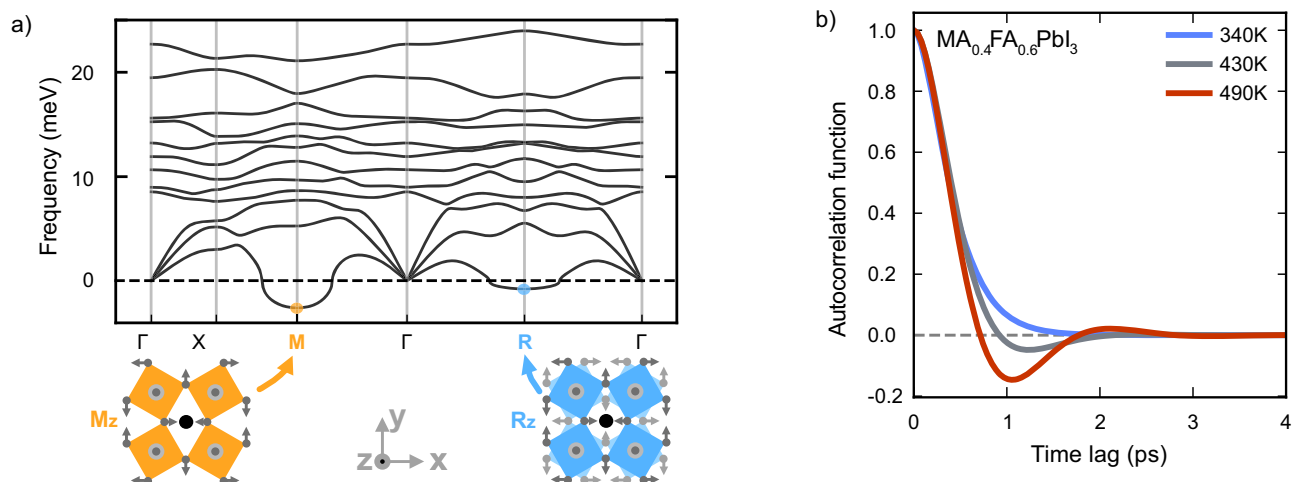 a)
Frequency (meV)
20
10
0
Γ X M Γ R Γ
Mz
y
z x
Rz
b)
MA₀.₄FA₀.₆PbI₃
340K
430K
490K
Autocorrelation function
1.0
0.8
0.6
0.4
0.2
0.0
-0.2
0 1 2 3 4
Time lag (ps)